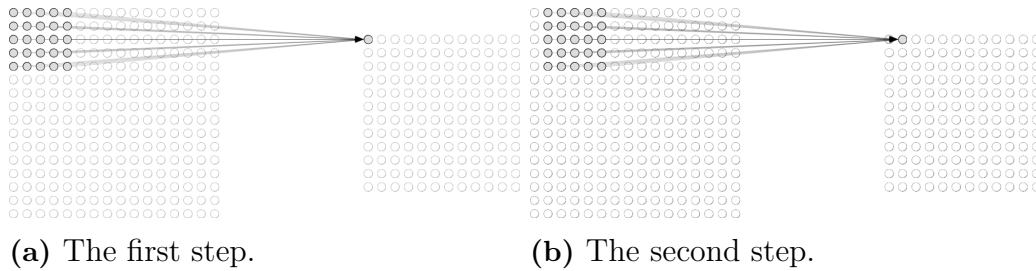 (a) The first step.
(b) The second step.